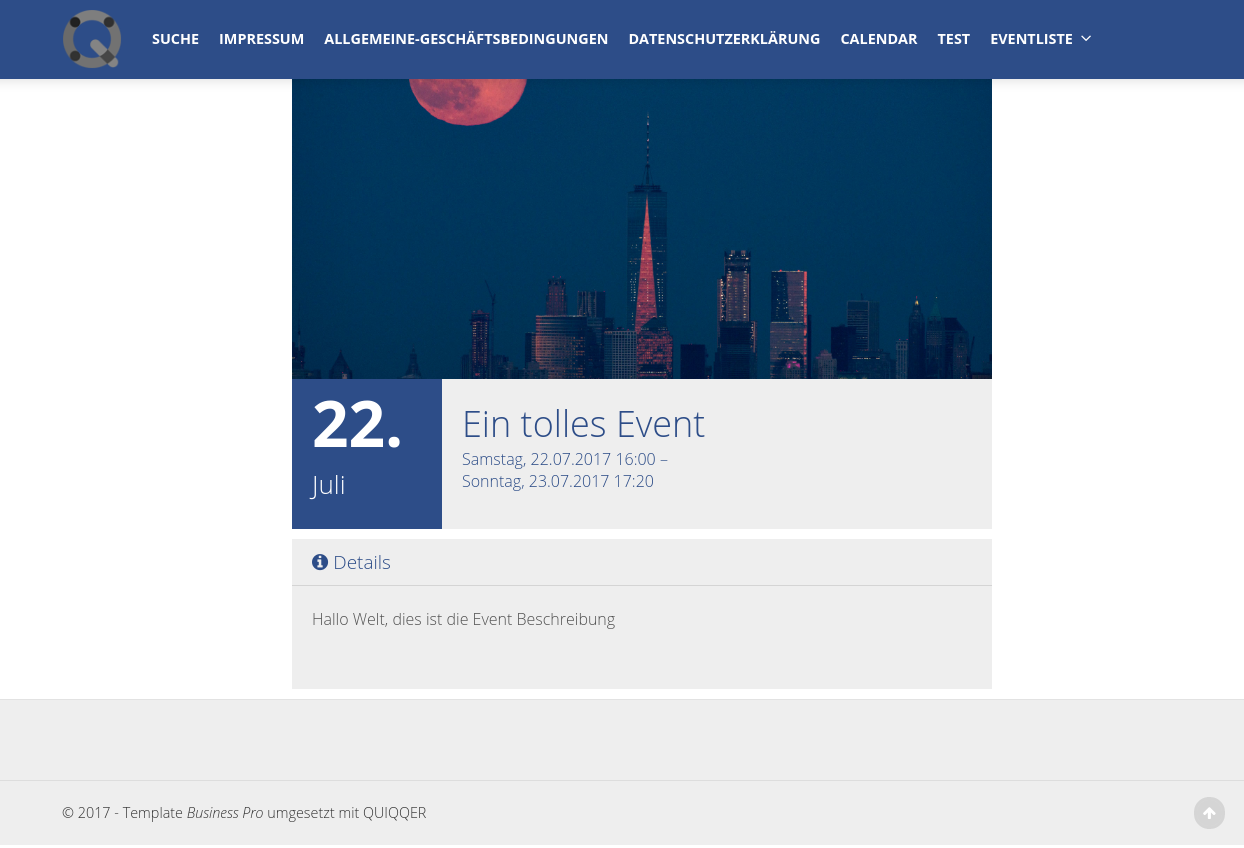 SUCHE IMPRESSUM ALLGEMEINE-GESCHÄFTSBEDINGUNGEN DATENSCHUTZERKLÄRUNG CALENDAR TEST EVENTLISTE
22.
Juli
Ein tolles Event
Samstag, 22.07.2017 16:00 –
Sonntag, 23.07.2017 17:20
Details
Hallo Welt, dies ist die Event Beschreibung
© 2017 - Template Business Pro umgesetzt mit QUIQQER